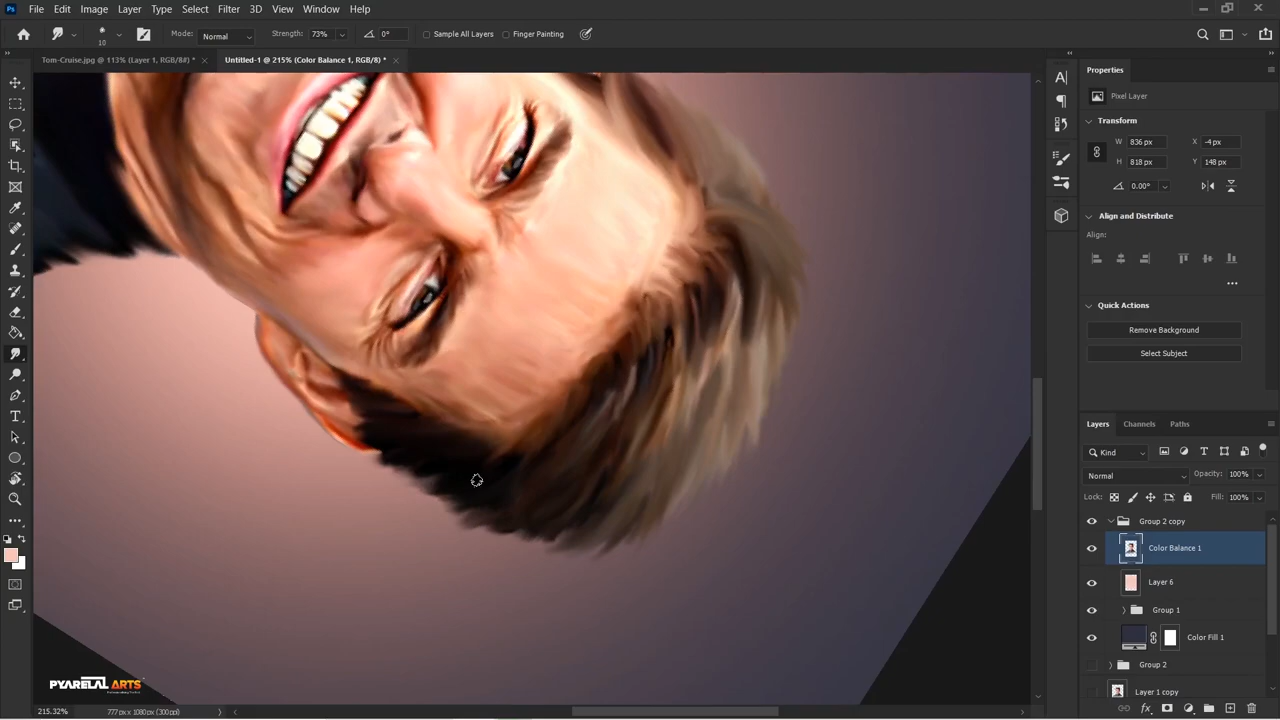 Ps File Edit Image Layer Type Select Filter 3D View Window Help
10 Mode: Normal Strength: 73% 0° Sample All Layers Finger Painting
Tom-Cruise.jpg @ 113% (Layer 1, RGB/8#) * × Untitled-1 @ 215% (Color Balance 1, RGB/8) * ×
Properties
Pixel Layer
Transform
W 836 px X -4 px
H 818 px Y 148 px
0.00°
Align and Distribute
Align:
Quick Actions
Remove Background
Select Subject
Layers Channels Paths
Kind
Normal Opacity: 100%
Lock: Fill: 100%
Group 2 copy
Color Balance 1
Layer 6
Group 1
Color Fill 1
Group 2
Layer 1 copy
PYARELAL ARTS
215.32% 777 px x 1080 px (300 ppi)